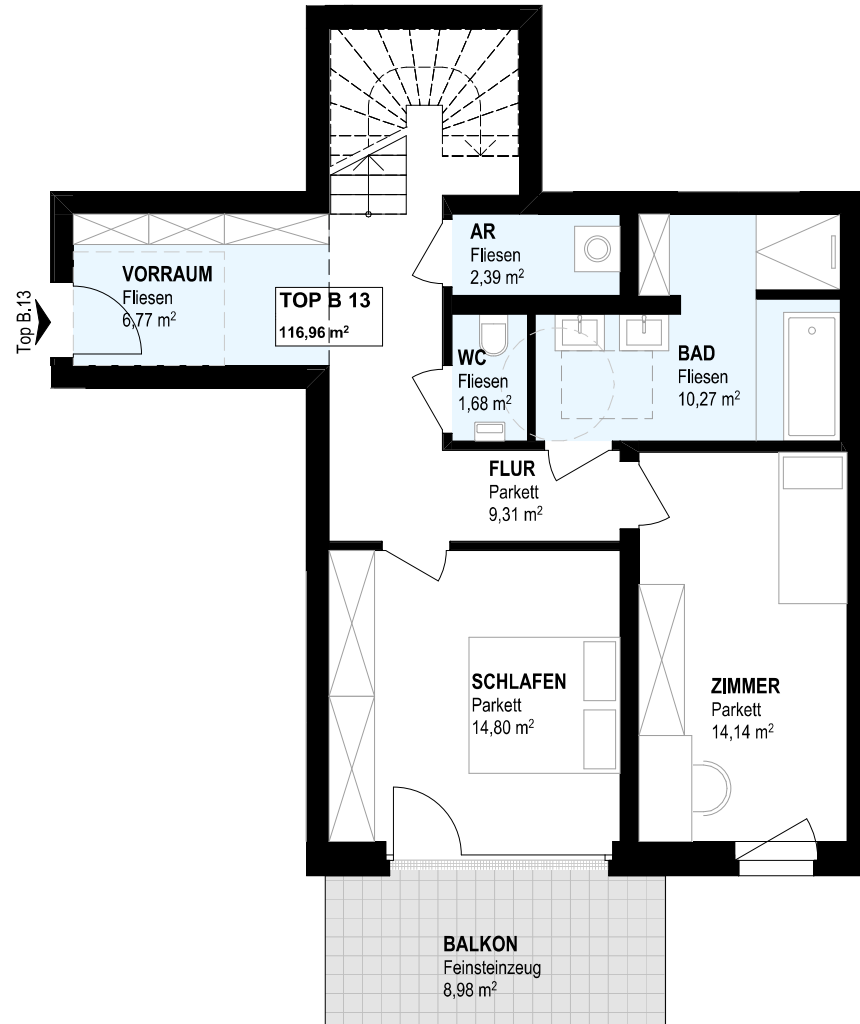 Top B.13
VORRAUM
Fliesen
6,77 m²
TOP B 13
116,96 m²
AR
Fliesen
2,39 m²
WC
Fliesen
1,68 m²
BAD
Fliesen
10,27 m²
FLUR
Parkett
9,31 m²
SCHLAFEN
Parkett
14,80 m²
ZIMMER
Parkett
14,14 m²
BALKON
Feinsteinzeug
8,98 m²